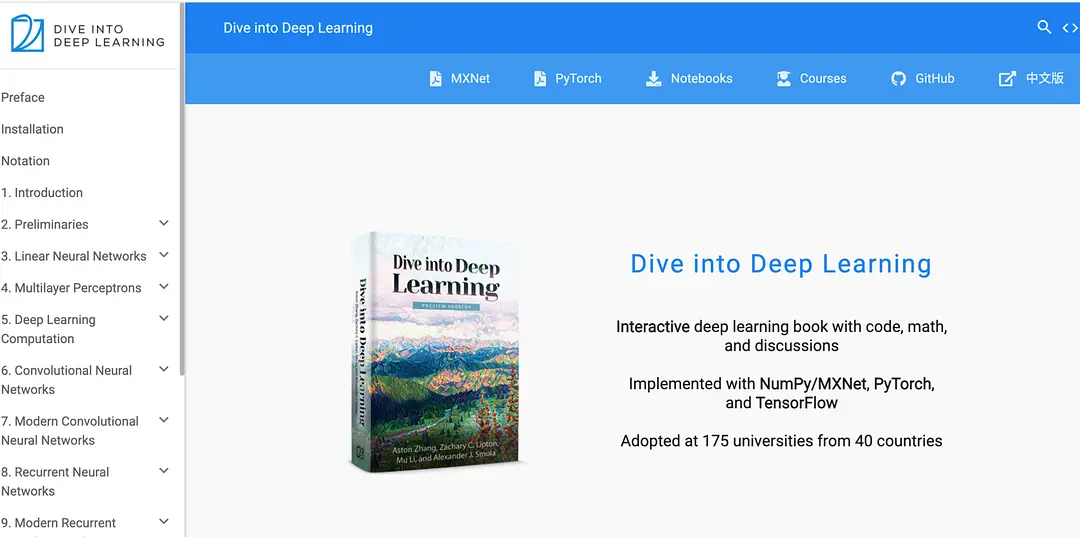 DIVE INTO
DEEP LEARNING
Dive into Deep Learning
MXNet
PyTorch
Notebooks
Courses
GitHub
中文版
Preface
Installation
Notation
1. Introduction
2. Preliminaries
3. Linear Neural Networks
4. Multilayer Perceptrons
5. Deep Learning
Computation
6. Convolutional Neural
Networks
7. Modern Convolutional
Neural Networks
8. Recurrent Neural
Networks
9. Modern Recurrent
Dive into Deep Learning
Dive into Deep
Learning
PREVIEW VERSION
Aston Zhang, Zachary C. Lipton,
Mu Li, and Alexander J. Smola
Dive into Deep Learning
Interactive deep learning book with code, math,
and discussions
Implemented with NumPy/MXNet, PyTorch,
and TensorFlow
Adopted at 175 universities from 40 countries